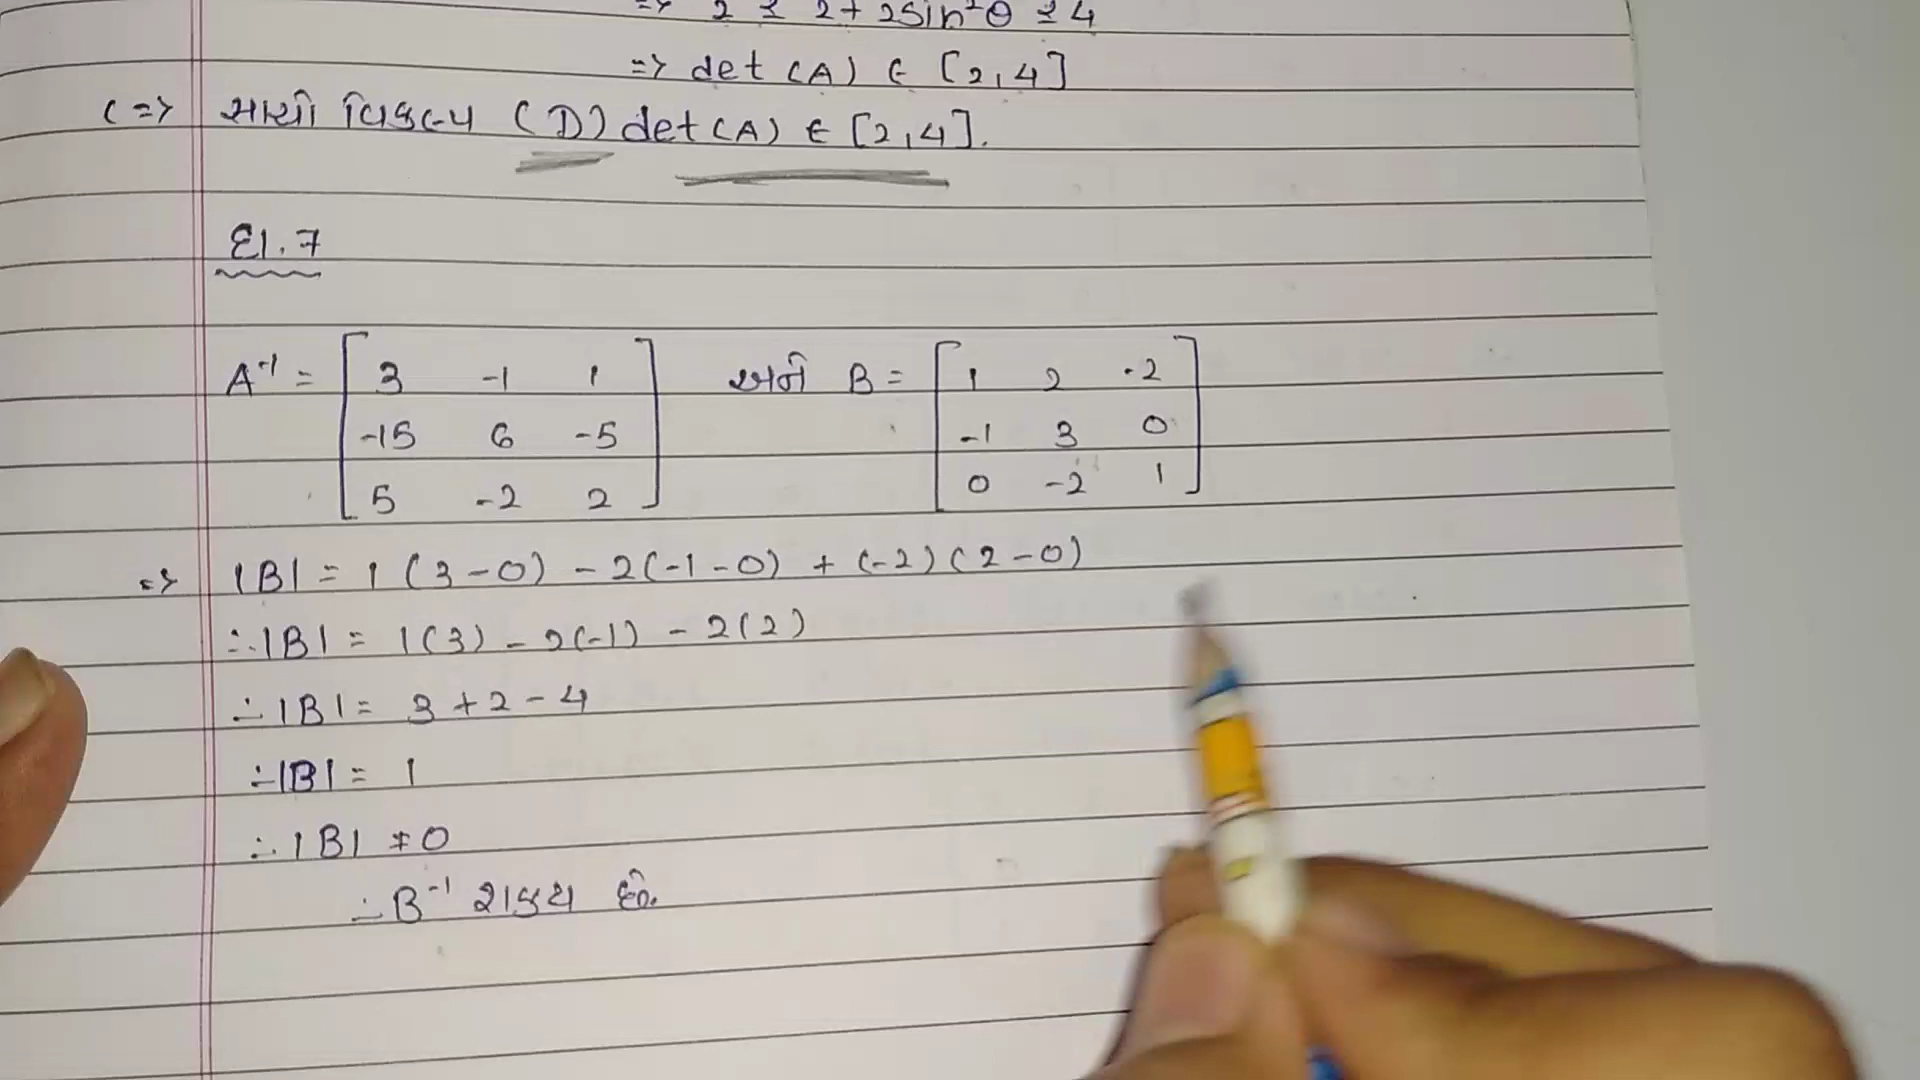 => 2 ≤ 2 + 2sin²θ ≤ 4
=> det (A) ∈ [2, 4]
(=> સાચો વિકલ્પ (D) det (A) ∈ [2, 4].
દા. 7
A⁻¹ = [3 -1 1 અને B = [1 2 -2
-15 6 -5 -1 3 0
5 -2 2] 0 -2 1]
=> |B| = 1 (3 - 0) - 2(-1 - 0) + (-2) (2 - 0)
∴ |B| = 1(3) - 2(-1) - 2(2)
∴ |B| = 3 + 2 - 4
∴ |B| = 1
∴ |B| ≠ 0
∴ B⁻¹ શક્ય છે.